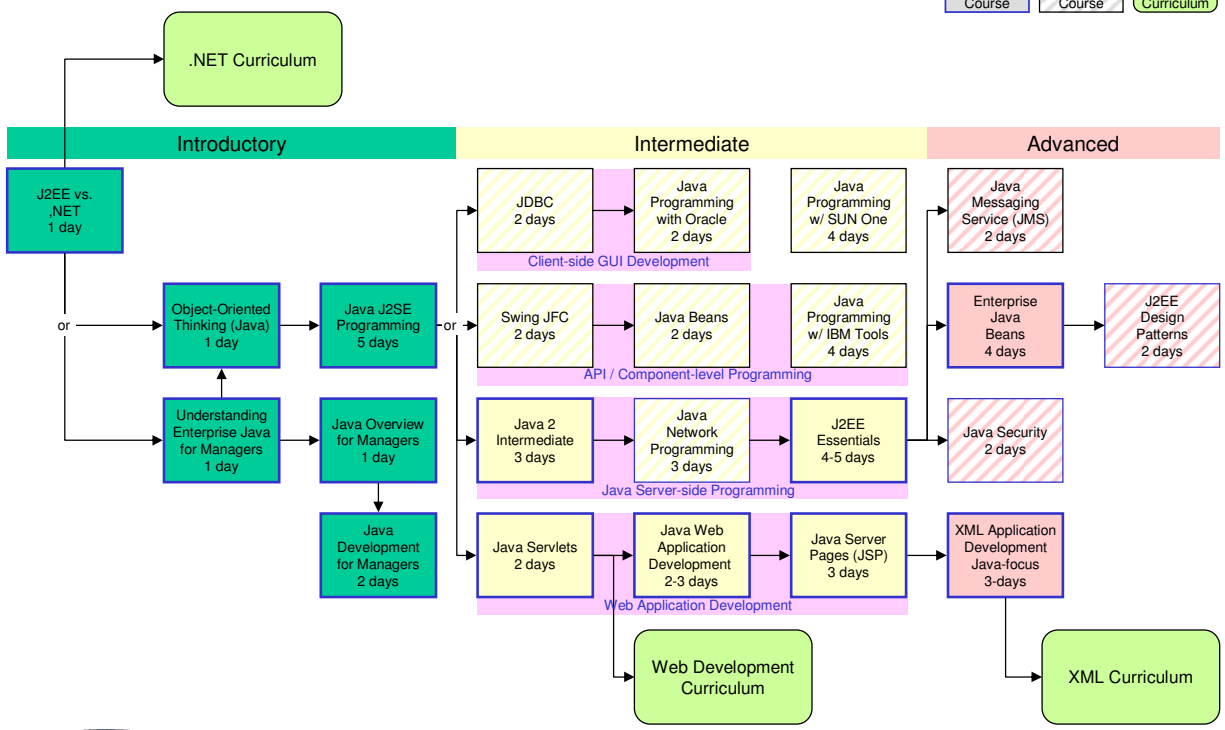 Course
Course
Curriculum
.NET Curriculum
Introductory
Intermediate
Advanced
J2EE vs.
,NET
1 day
JDBC
2 days
Java
Programming
with Oracle
2 days
Java
Programming
w/ SUN One
4 days
Java
Messaging
Service (JMS)
2 days
Client-side GUI Development
or
Object-Oriented
Thinking (Java)
1 day
Java J2SE
Programming
5 days
or
Swing JFC
2 days
Java Beans
2 days
Java
Programming
w/ IBM Tools
4 days
Enterprise
Java
Beans
4 days
J2EE
Design
Patterns
2 days
API / Component-level Programming
Understanding
Enterprise Java
for Managers
1 day
Java Overview
for Managers
1 day
Java 2
Intermediate
3 days
Java
Network
Programming
3 days
J2EE
Essentials
4-5 days
Java Security
2 days
Java Server-side Programming
Java
Development
for Managers
2 days
Java Servlets
2 days
Java Web
Application
Development
2-3 days
Java Server
Pages (JSP)
3 days
XML Application
Development
Java-focus
3-days
Web Application Development
Web Development
Curriculum
XML Curriculum